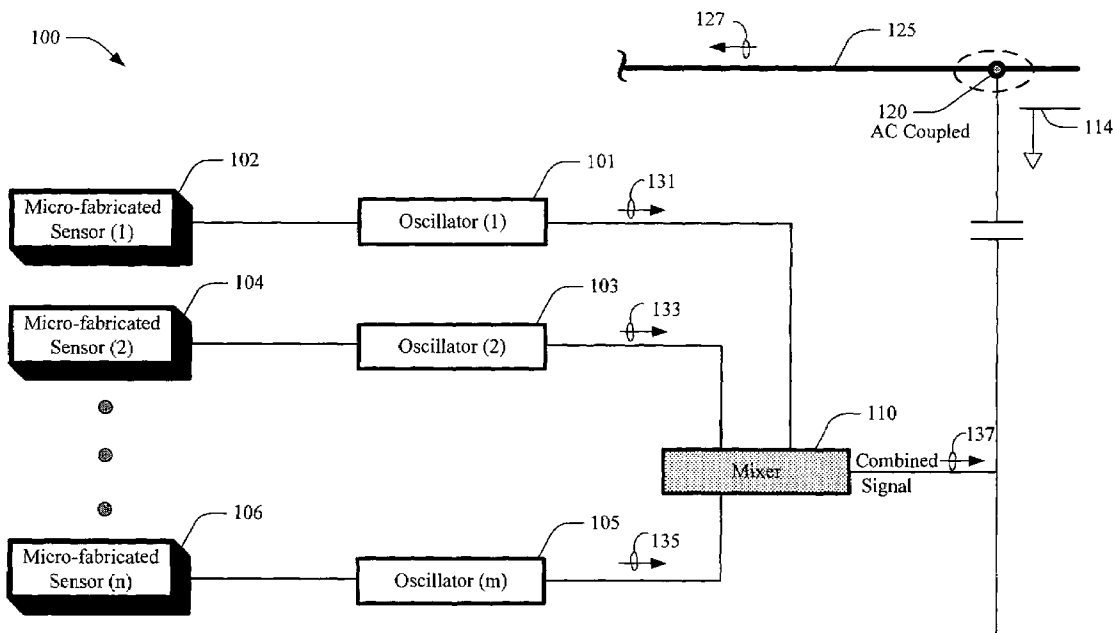 100
127
125
120
AC Coupled
114
102
Micro-fabricated
Sensor (1)
101
Oscillator (1)
131
104
Micro-fabricated
Sensor (2)
103
Oscillator (2)
133
110
Mixer
Combined
Signal
137
106
Micro-fabricated
Sensor (n)
105
Oscillator (m)
135